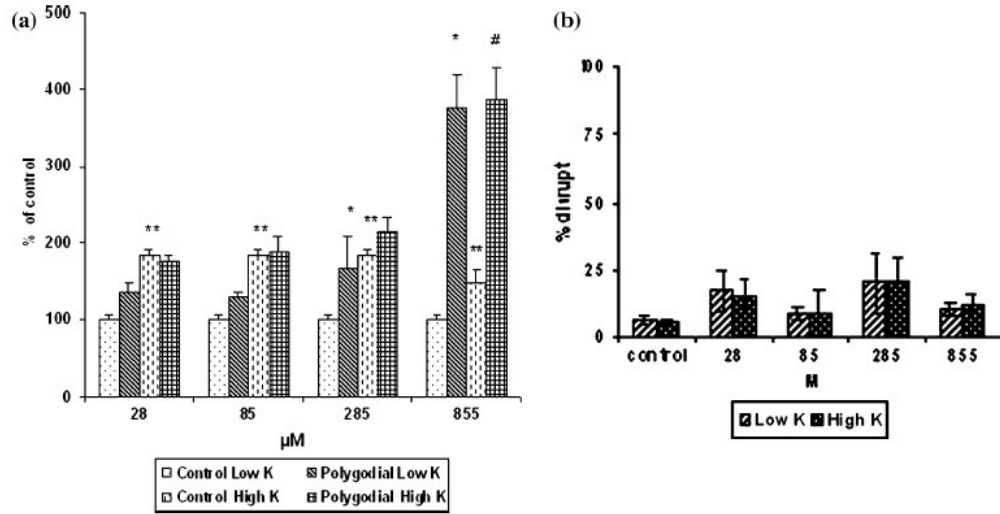 (a)
500
400
300
200
100
0
% of control
**
**
*
**
*
**
#
28
85
285
855
µM
Control Low K
Polygodial Low K
Control High K
Polygodial High K
(b)
100
75
50
25
0
% disrupt
control
28
85
285
855
M
Low K
High K